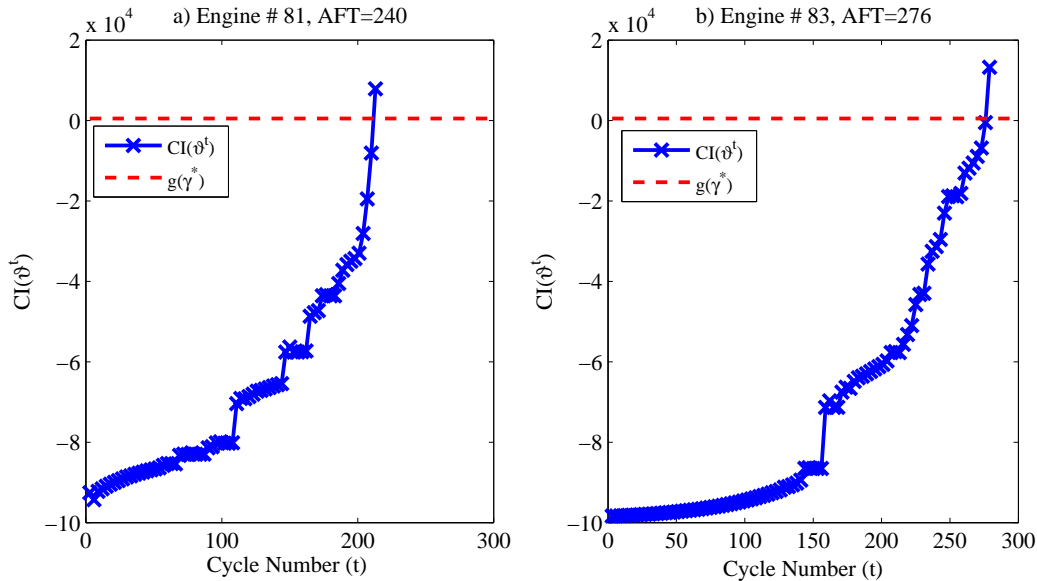 a) Engine # 81, AFT=240
x 10^4
2
0
−2
−4
−6
−8
−10
CI(ϑ^t)
CI(ϑ^t)
g(γ^*)
0
100
200
300
Cycle Number (t)
b) Engine # 83, AFT=276
x 10^4
2
0
−2
−4
−6
−8
−10
CI(ϑ^t)
CI(ϑ^t)
g(γ^*)
0
50
100
150
200
250
300
Cycle Number (t)